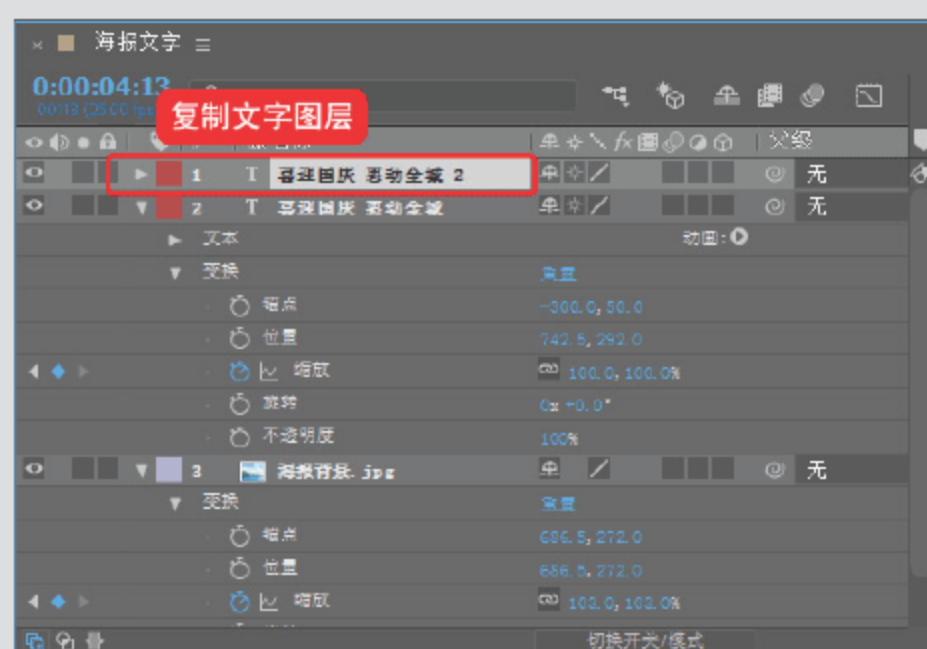 海报文字
0:00:04:13
复制文字图层
父级
1 T 喜迎国庆 惠动全城 2 无
2 T 喜迎国庆 惠动全城 无
文本 动画:
变换 重置
锚点 -300.0, 50.0
位置 742.5, 292.0
缩放 100.0, 100.0%
旋转 0x +0.0°
不透明度 100%
3 海报背景.jpg 无
变换 重置
锚点 686.5, 272.0
位置 686.5, 272.0
缩放 103.0, 103.0%
切换开关/模式